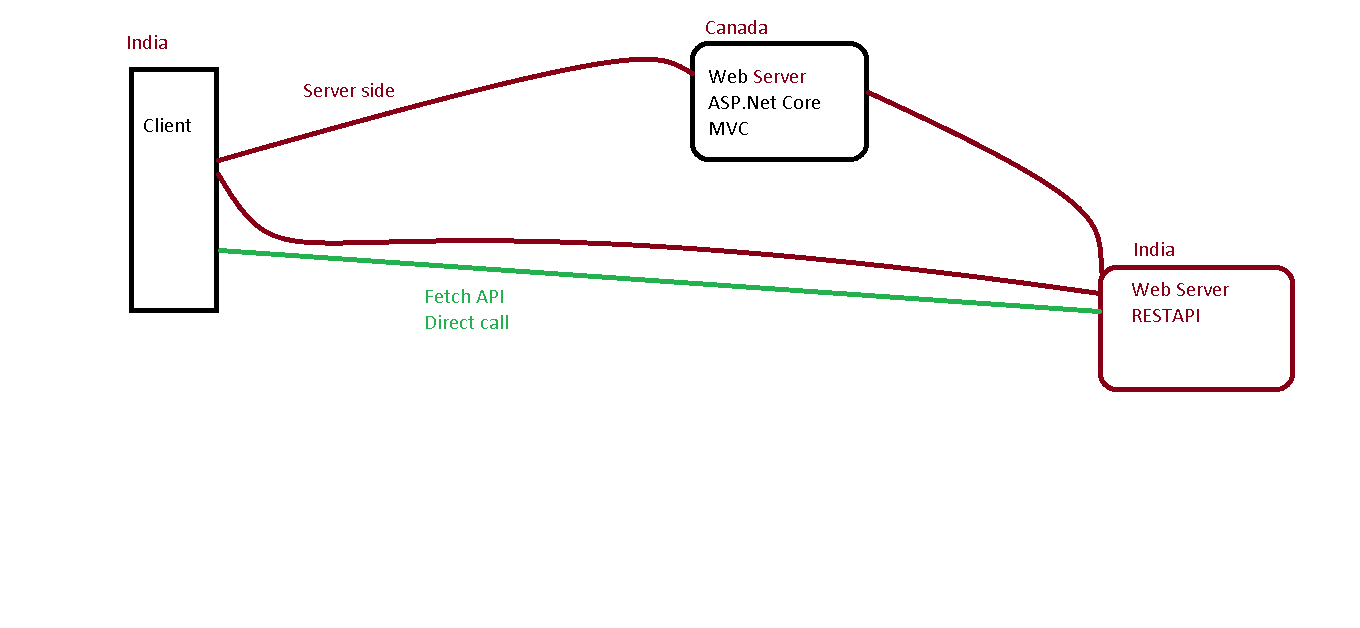 India
Canada
Server side
Client
Web Server
ASP.Net Core
MVC
India
Web Server
RESTAPI
Fetch API
Direct call